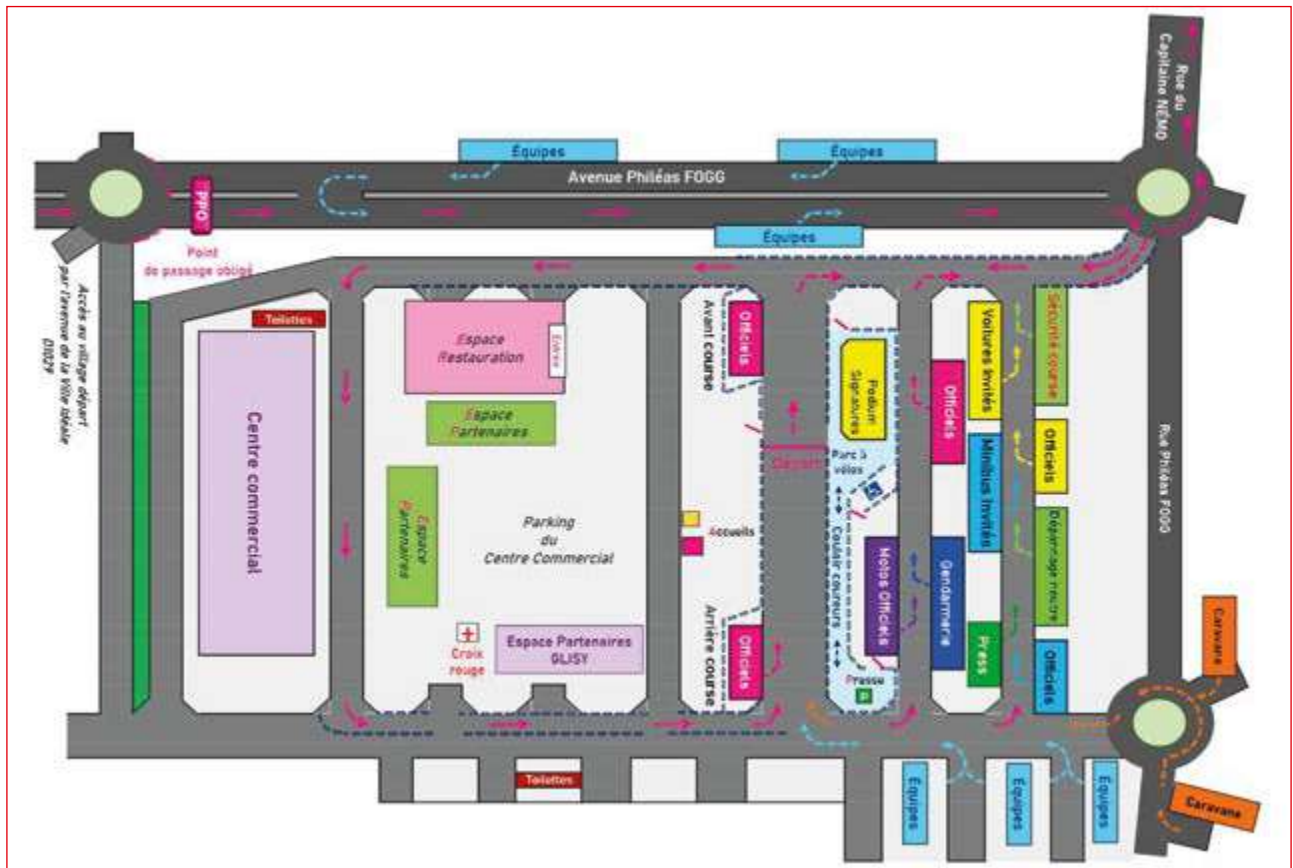 Rue du
Capitaine NÉMO
Équipes
Équipes
Avenue Philéas FOGG
PPO
Point
de passage obligé
Équipes
Accès au village départ
par l'avenue de la Ville Idéale
D1029
Toilettes
Centre commercial
Espace
Restauration
Entrée
Espace
Partenaires
Espace
Partenaires
Parking
du
Centre Commercial
Croix
rouge
Espace Partenaires
GLISY
Avant course
Officiels
Accueils
Arrière course
Officiels
Départ
Podium
Signatures
Parc à
vélos
Couloir coureurs
Motos Officiels
Presse
P
Officiels
Gendarmerie
Voitures Invités
Minibus Invités
Press
Sécurité course
Officiels
Dépannage neutre
Officiels
Rue Philéas FOGG
Caravane
Caravane
Toilettes
Équipes
Équipes
Équipes